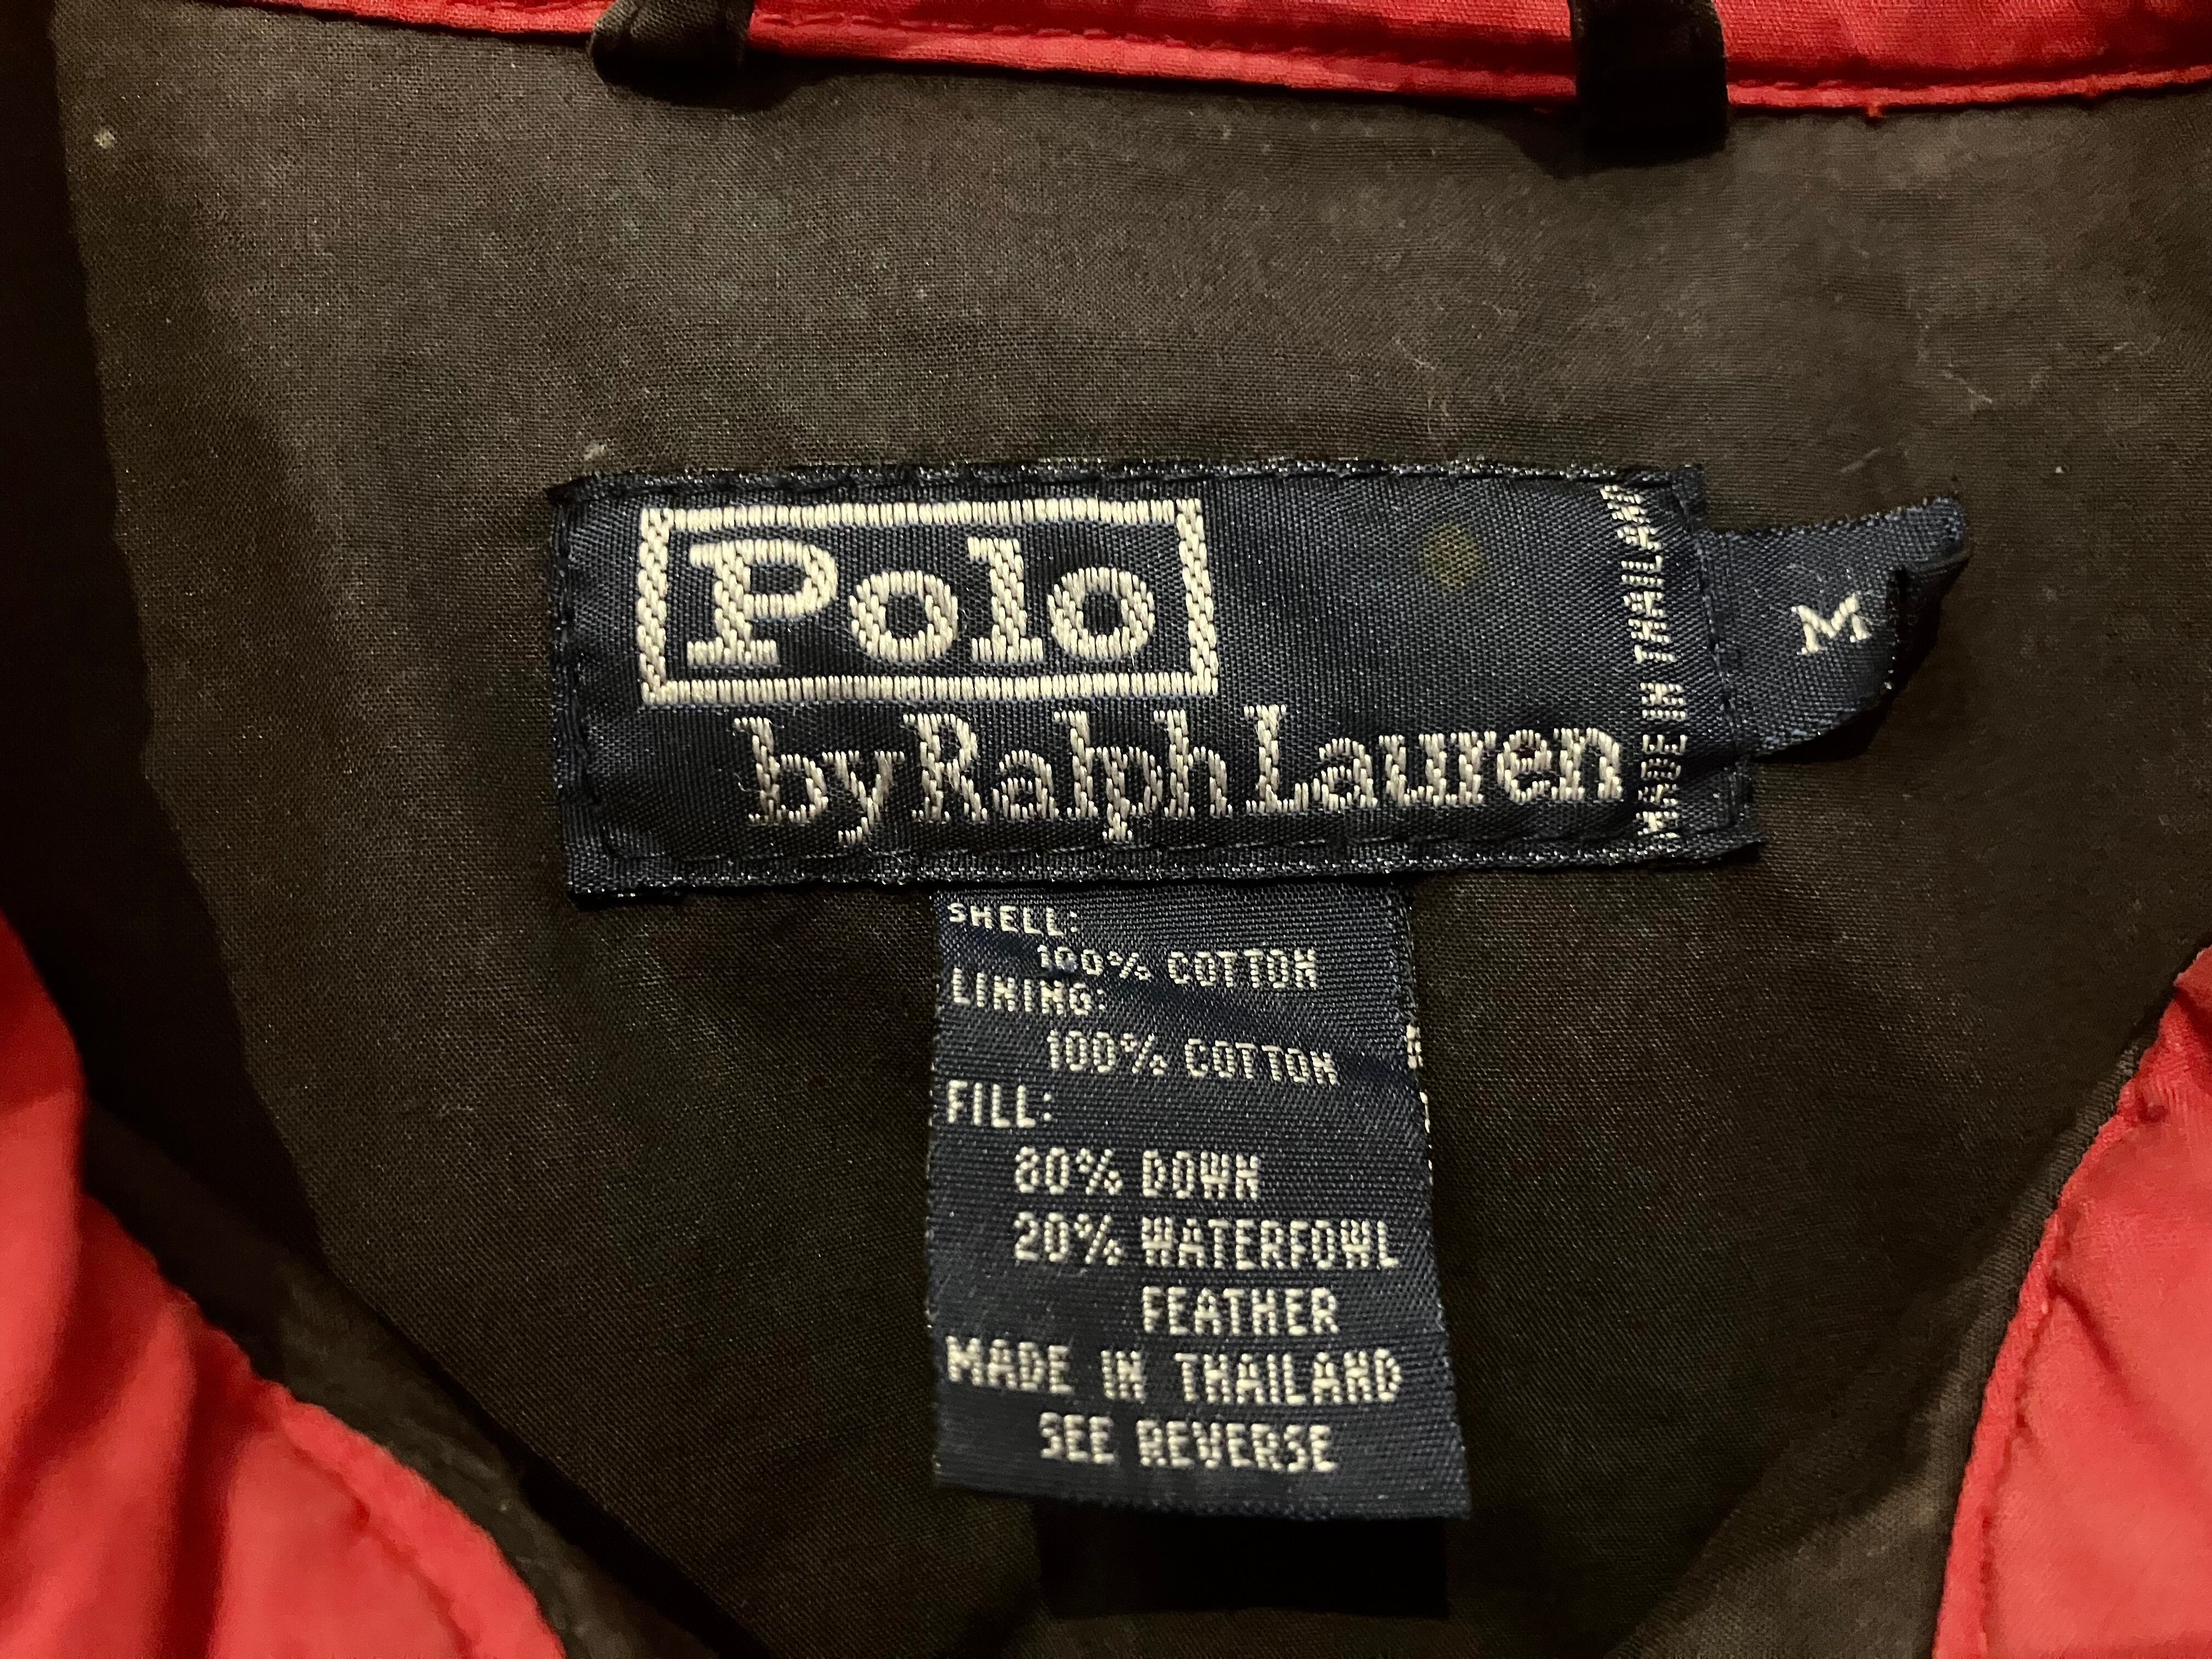 Polo
by Ralph Lauren
MADE IN THAILAND
M
SHELL:
100% COTTON
LINING:
100% COTTON
FILL:
80% DOWN
20% WATERFOWL
FEATHER
MADE IN THAILAND
SEE REVERSE